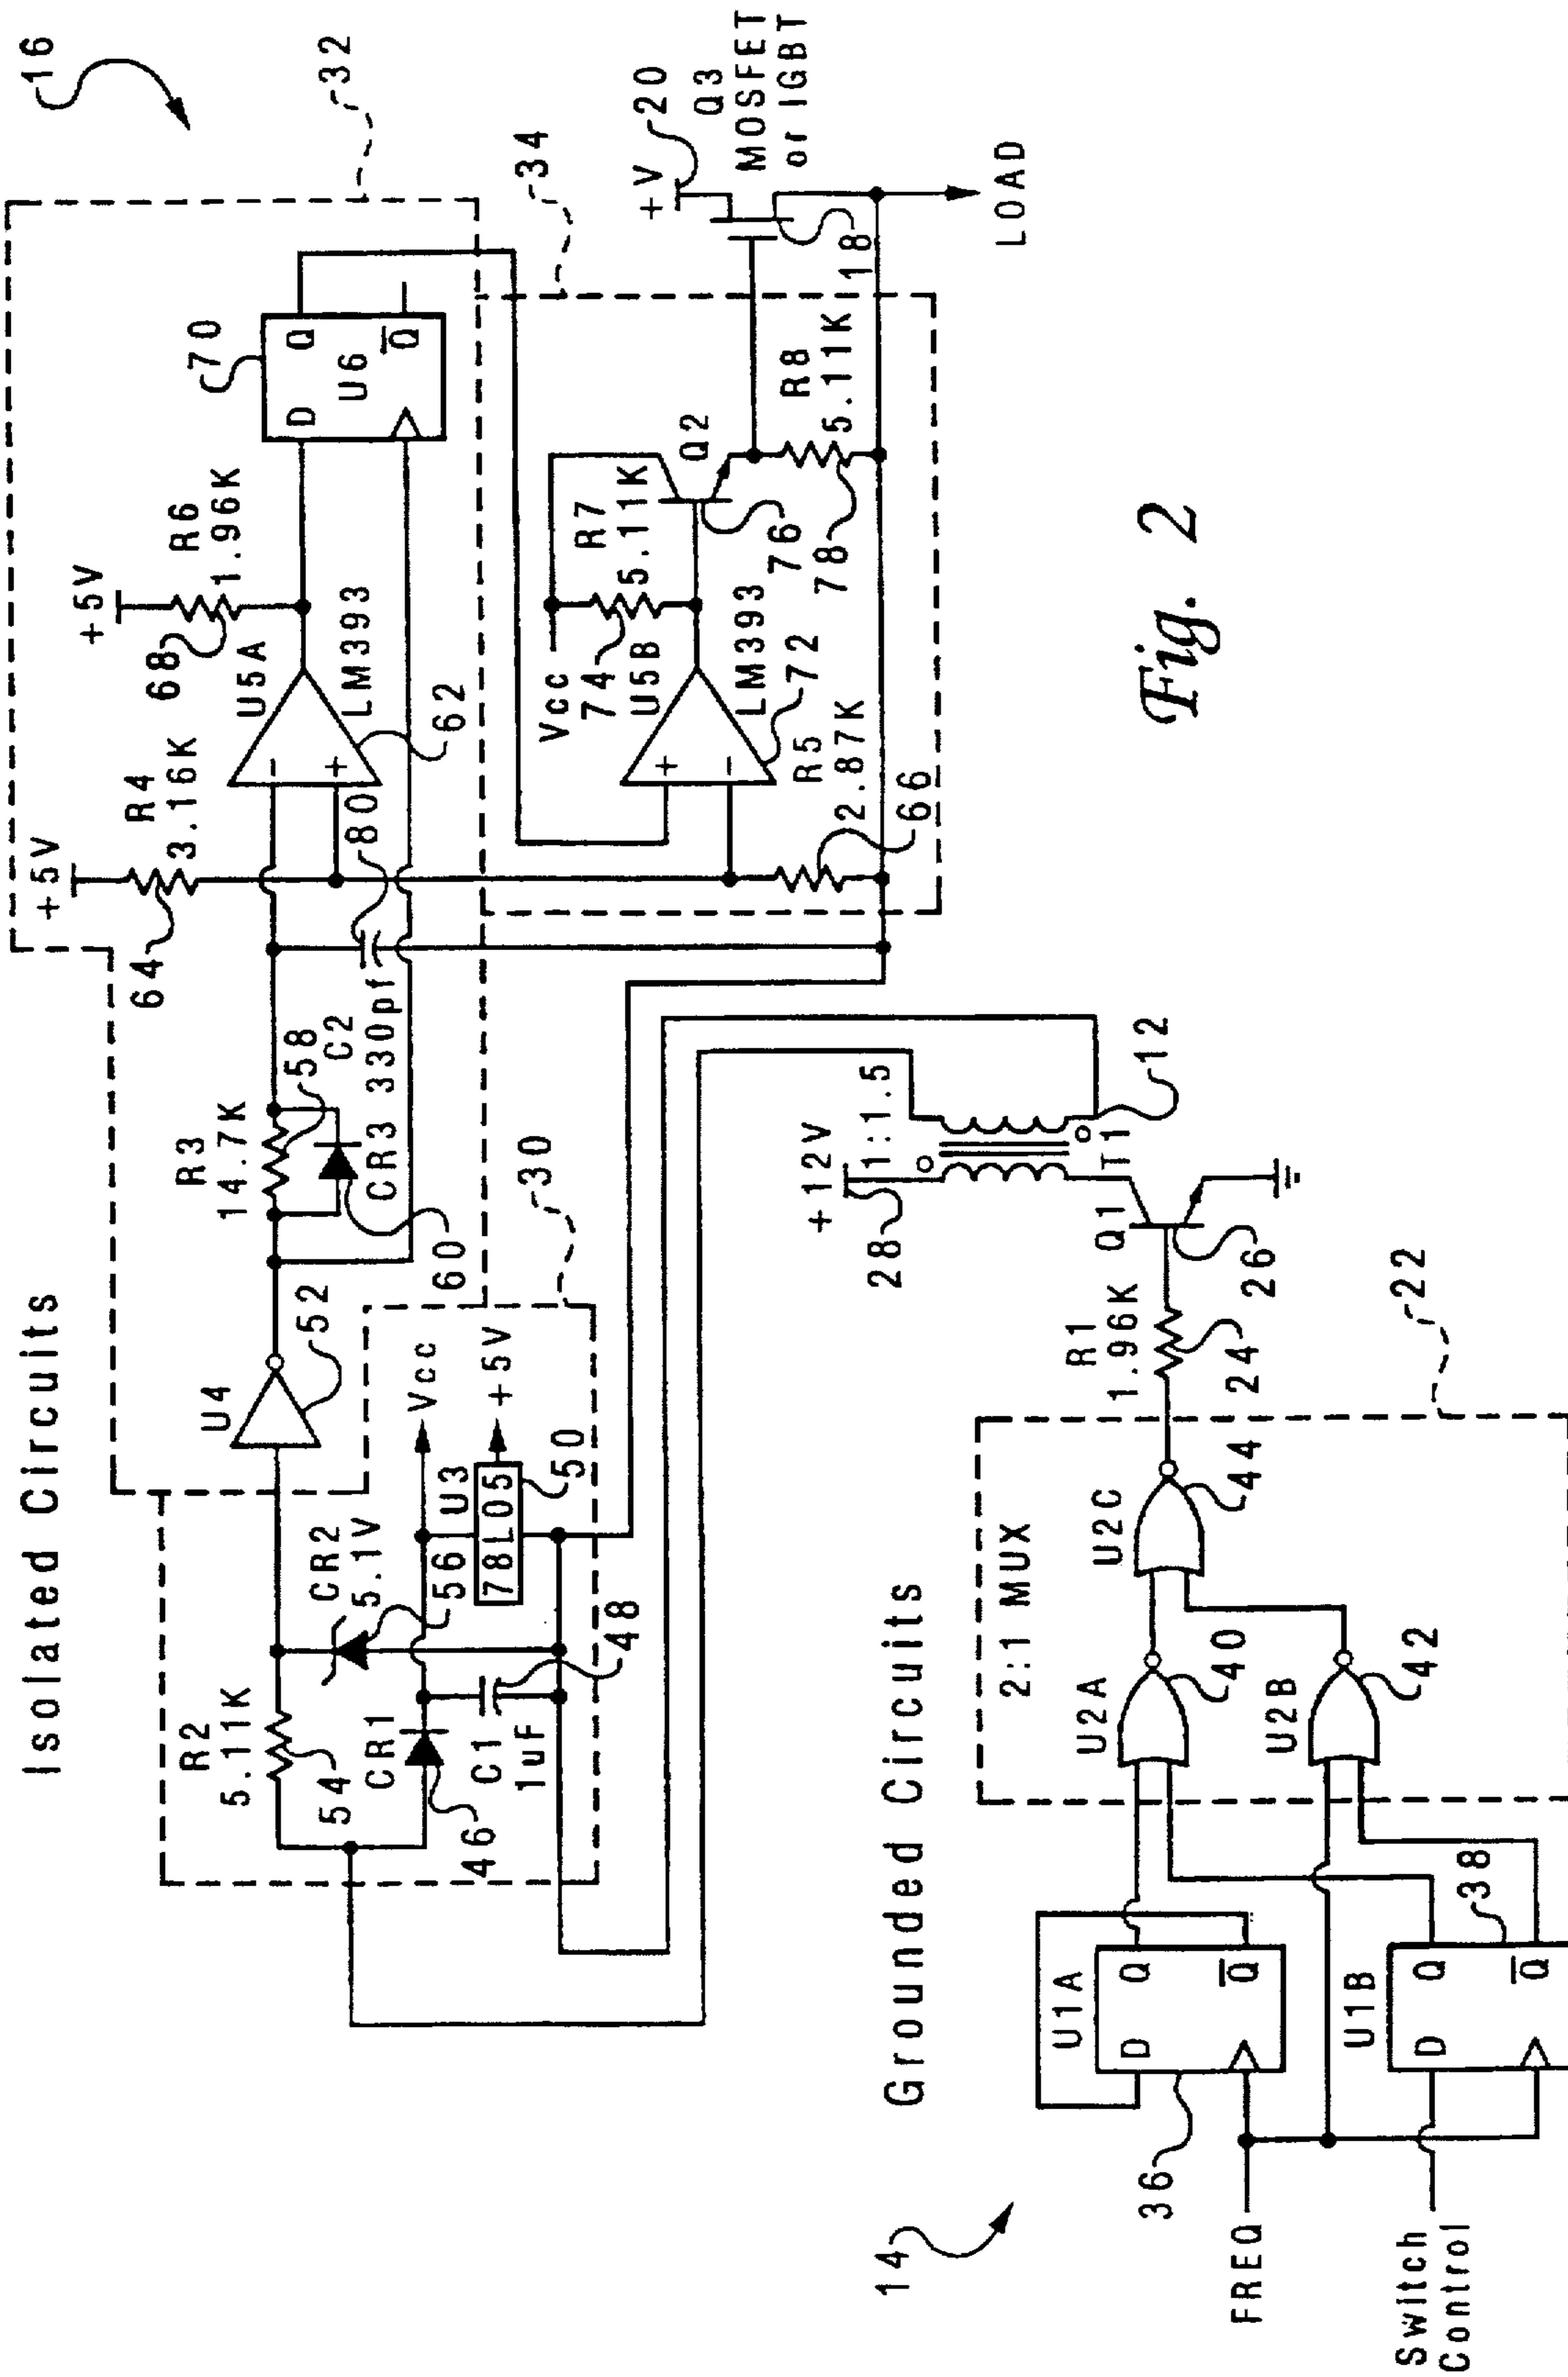 Isolated Circuits
16
32
+5V
R4
3.16K
64
+5V
R6
1.96K
68
U5A
LM393
62
70
D
Q
U6
Q
-
+
80
U4
52
R3
14.7K
58
C2
330pf
CR3
60
30
R2
5.11K
54
CR2
5.1V
56
CR1
46
C1
1uF
48
Vcc
U3
78L05
+5V
50
34
Vcc
74
R7
5.11K
U5B
LM393
72
+
-
R5
2.87K
66
Q2
76
78
R8
5.11K
+V
20
Q3
MOSFET
or IGBT
18
LOAD
+12V
28
1:1.5
T1
12
Q1
26
R1
1.96K
24
22
Grounded Circuits
14
2:1 MUX
U2A
40
U2B
42
U2C
44
U1A
D
Q
Q
36
U1B
D
Q
Q
38
FREQ
Switch
Control
Fig. 2